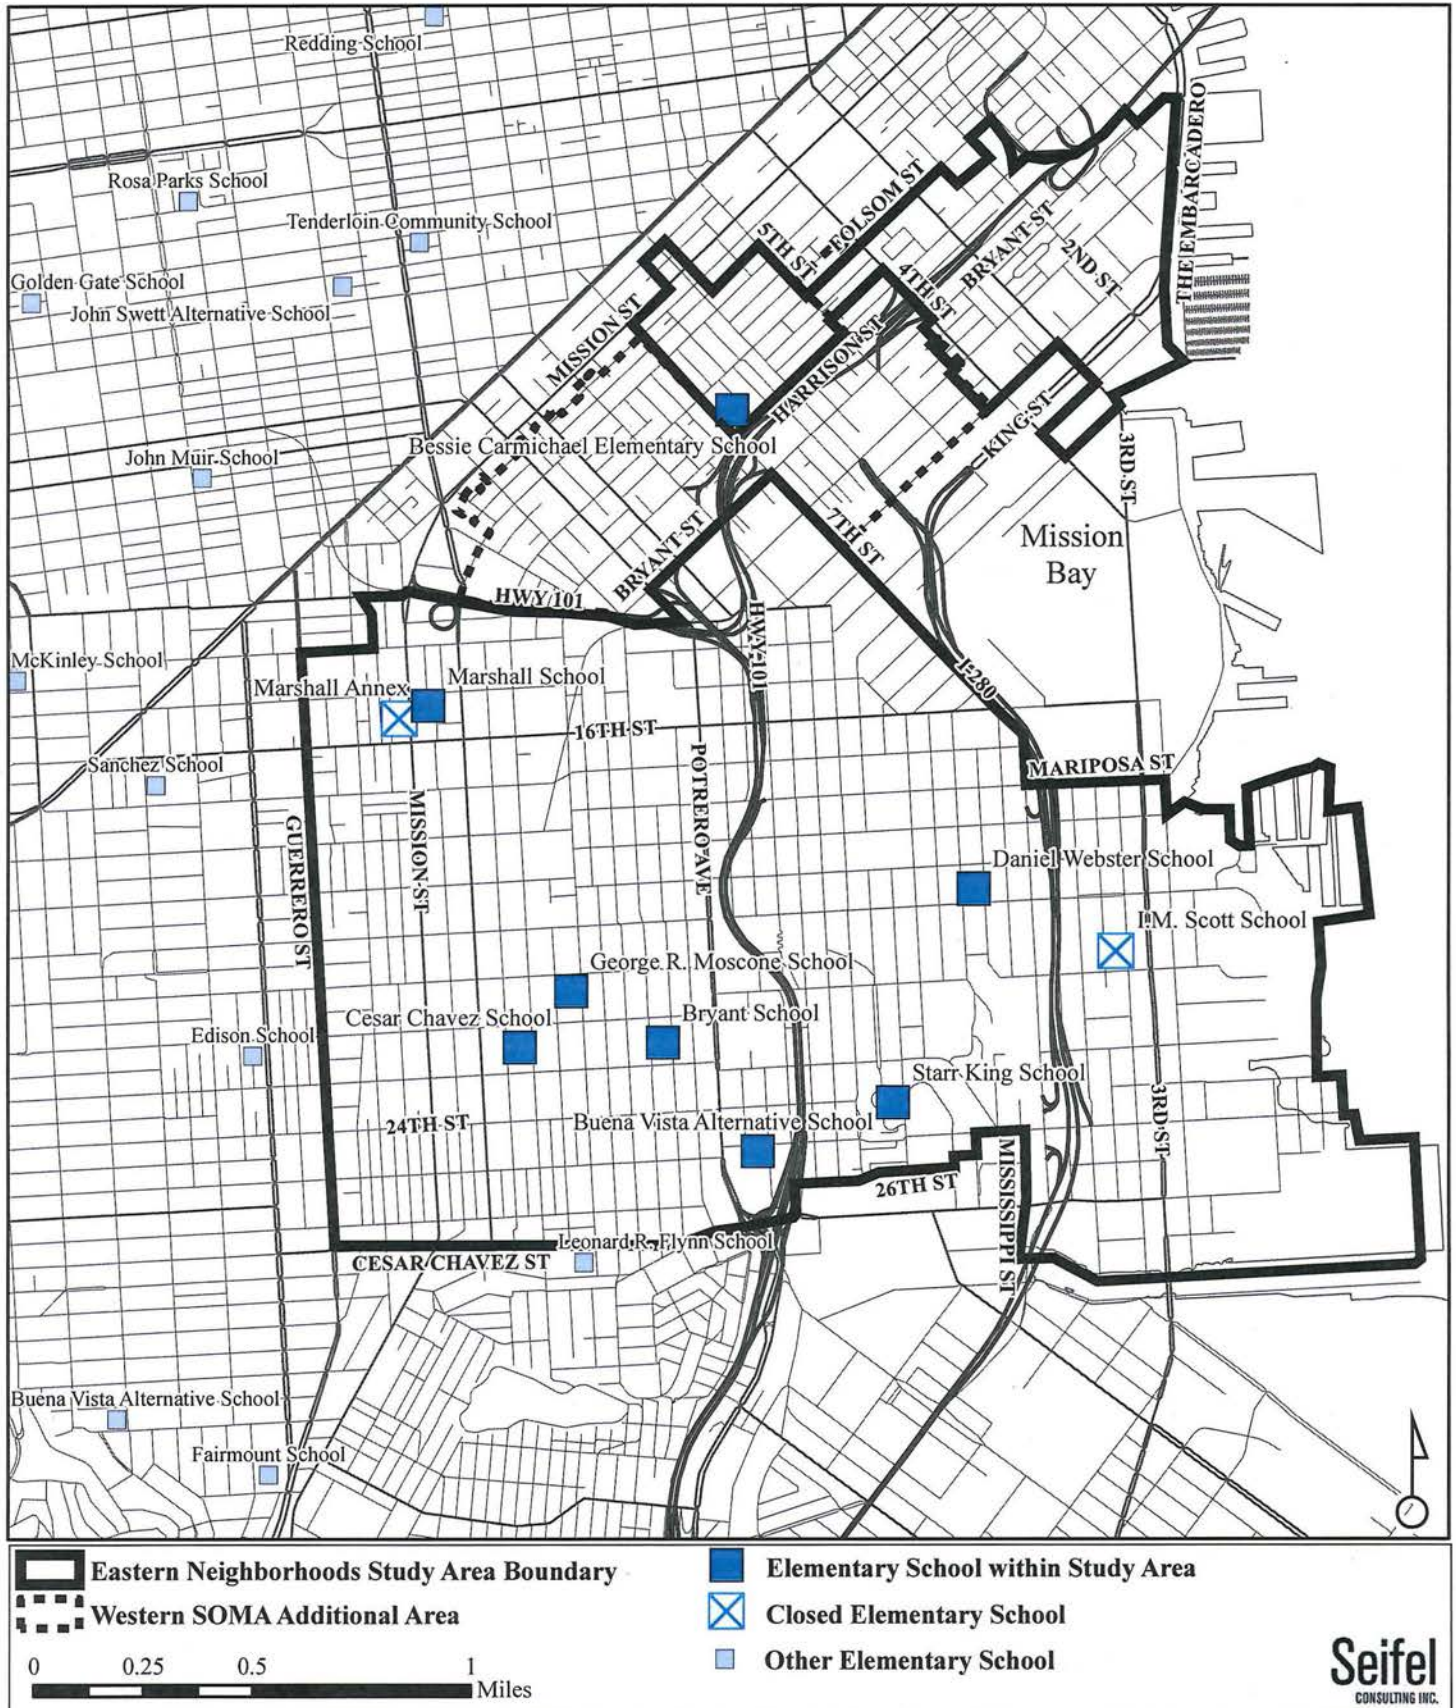 Redding School
Rosa Parks School
Tenderloin Community School
Golden Gate School
John Swett Alternative School
THE EMBARCADERO
FOLSOM ST
5TH ST
BRYANT ST
2ND ST
4TH ST
MISSION ST
HARRISON ST
KING ST
3RD ST
Bessie Carmichael Elementary School
John Muir School
Mission
Bay
7TH ST
BRYANT ST
HWY 101
HWY 101
I-280
McKinley School
Marshall Annex
Marshall School
16TH ST
Sanchez School
MARIPOSA ST
POTRERO AVE
MISSION ST
GUERRERO ST
Daniel Webster School
I.M. Scott School
George R. Moscone School
Cesar Chavez School
Bryant School
Edison School
Starr King School
24TH ST
Buena Vista Alternative School
3RD ST
26TH ST
MISSISSIPPI ST
Leonard R. Flynn School
CESAR CHAVEZ ST
Buena Vista Alternative School
Fairmount School
Eastern Neighborhoods Study Area Boundary
Western SOMA Additional Area
0 0.25 0.5 1
Miles
Elementary School within Study Area
Closed Elementary School
Other Elementary School
Seifel
CONSULTING INC.